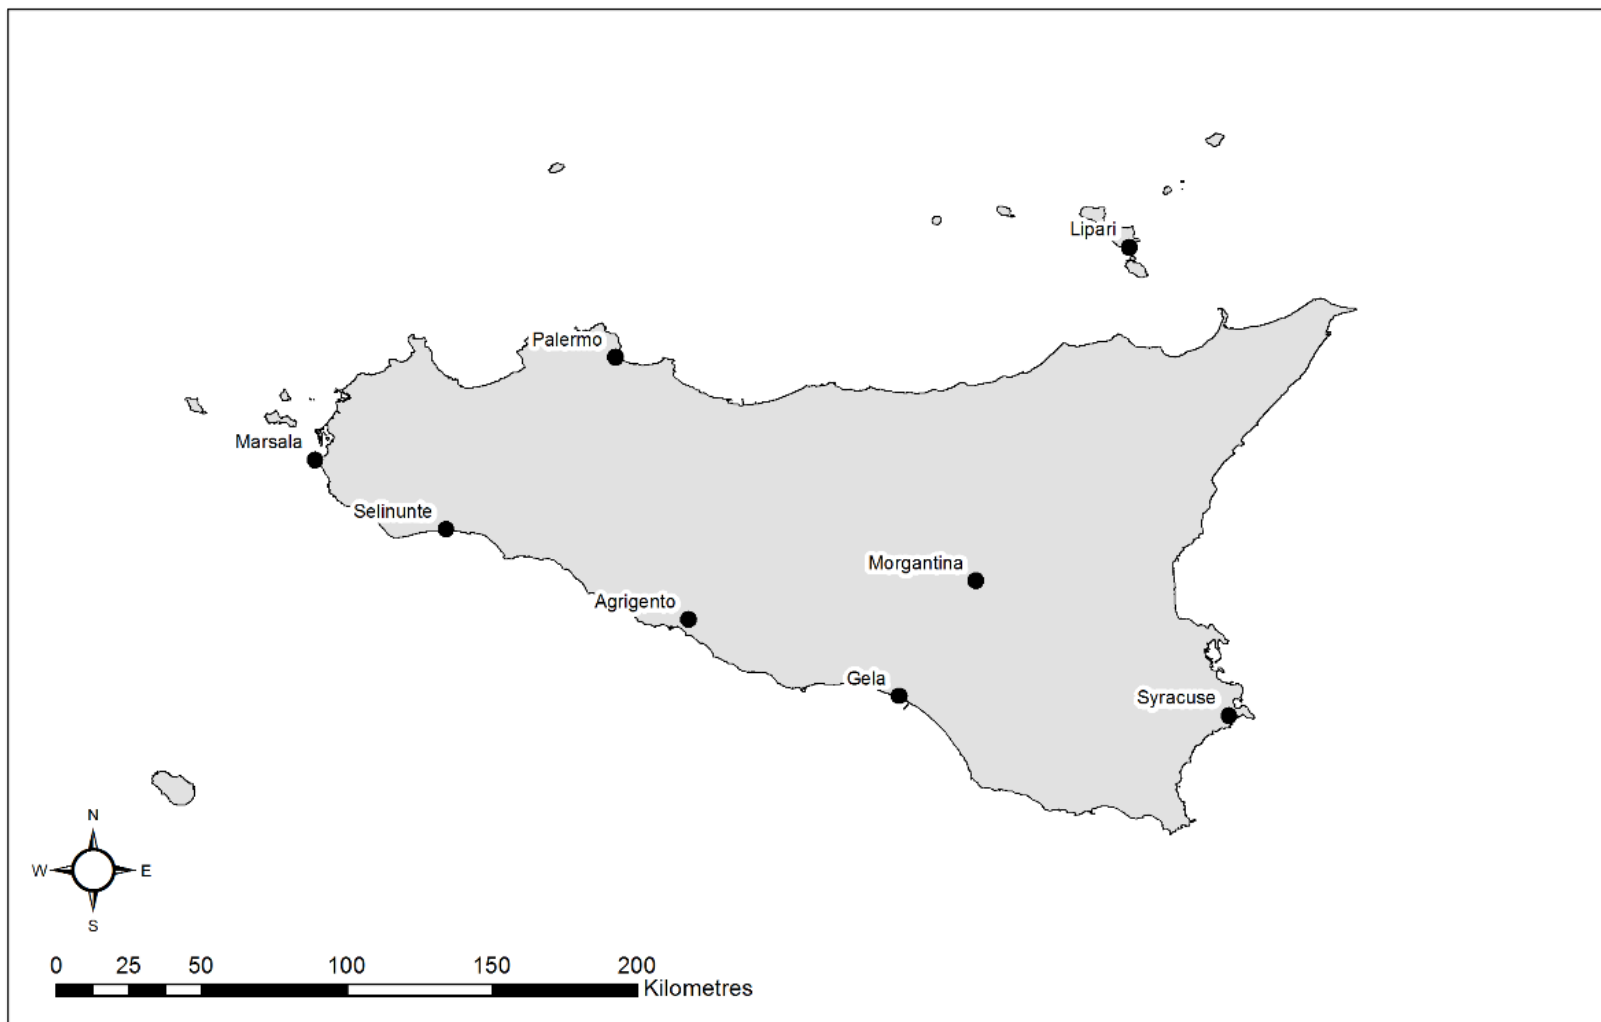 Lipari
Palermo
Marsala
Selinunte
Morgantina
Agrigento
Gela
Syracuse
N
W E
S
0 25 50 100 150 200
Kilometres